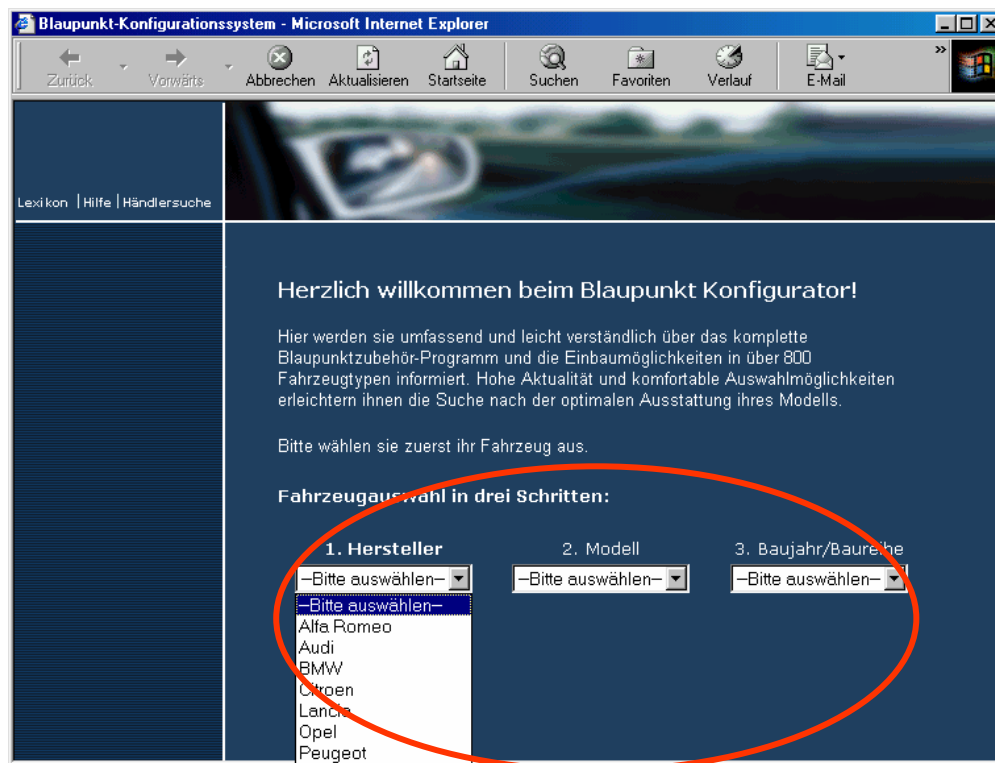 Blaupunkt-Konfigurationssystem - Microsoft Internet Explorer
Zurück Vorwärts Abbrechen Aktualisieren Startseite Suchen Favoriten Verlauf E-Mail »
Lexikon | Hilfe | Händlersuche
Herzlich willkommen beim Blaupunkt Konfigurator!
Hier werden sie umfassend und leicht verständlich über das komplette
Blaupunktzubehör-Programm und die Einbaumöglichkeiten in über 800
Fahrzeugtypen informiert. Hohe Aktualität und komfortable Auswahlmöglichkeiten
erleichtern ihnen die Suche nach der optimalen Ausstattung ihres Modells.
Bitte wählen sie zuerst ihr Fahrzeug aus.
Fahrzeugauswahl in drei Schritten:
1. Hersteller 2. Modell 3. Baujahr/Baureihe
–Bitte auswählen– –Bitte auswählen– –Bitte auswählen–
–Bitte auswählen–
Alfa Romeo
Audi
BMW
Citroen
Lancia
Opel
Peugeot